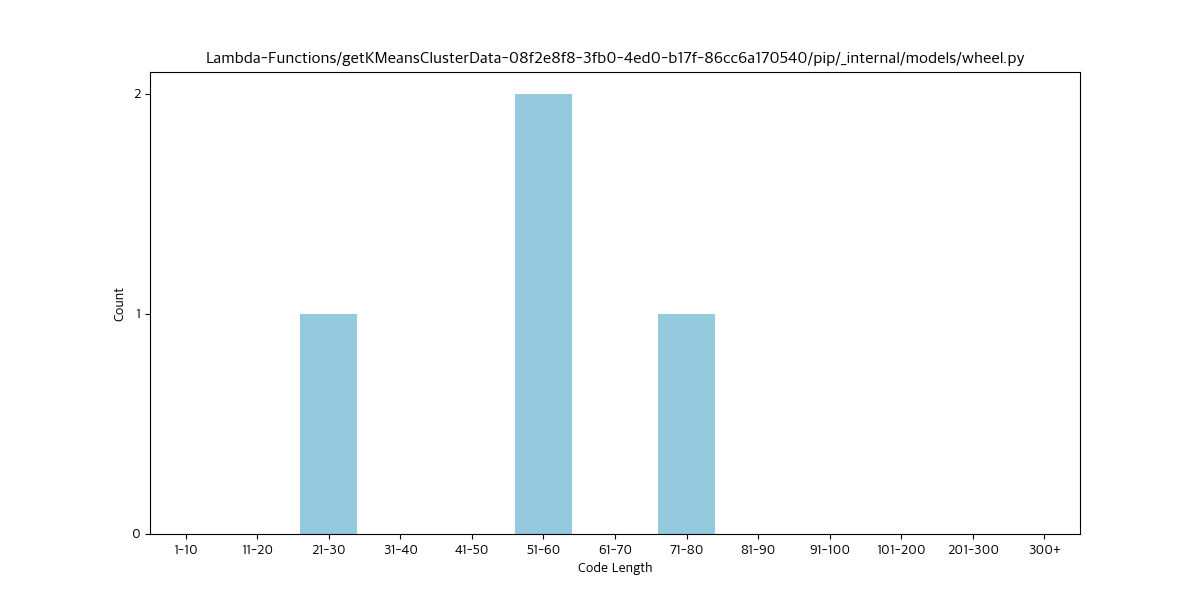 Lambda-Functions/getKMeansClusterData-08f2e8f8-3fb0-4ed0-b17f-86cc6a170540/pip/_internal/models/wheel.py
2
1
0
Count
1-10 11-20 21-30 31-40 41-50 51-60 61-70 71-80 81-90 91-100 101-200 201-300 300+
Code Length